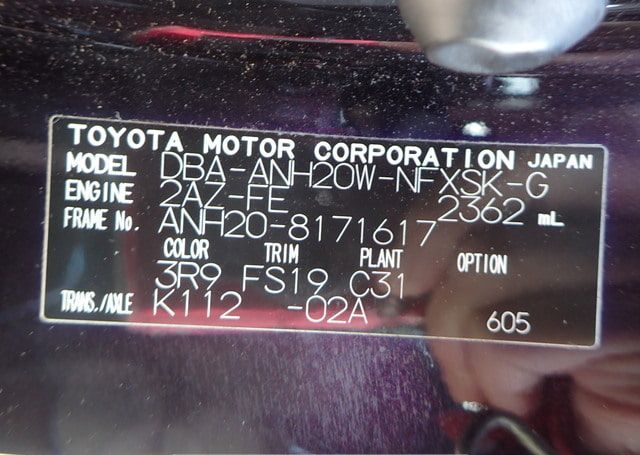 TOYOTA MOTOR CORPORATION JAPAN
MODEL DBA-ANH20W-NFXSK-G
ENGINE 2AZ-FE 2362 mL
FRAME No. ANH20-8171617
COLOR TRIM PLANT OPTION
3R9 FS19 C31
TRANS./AXLE K112 -02A 605